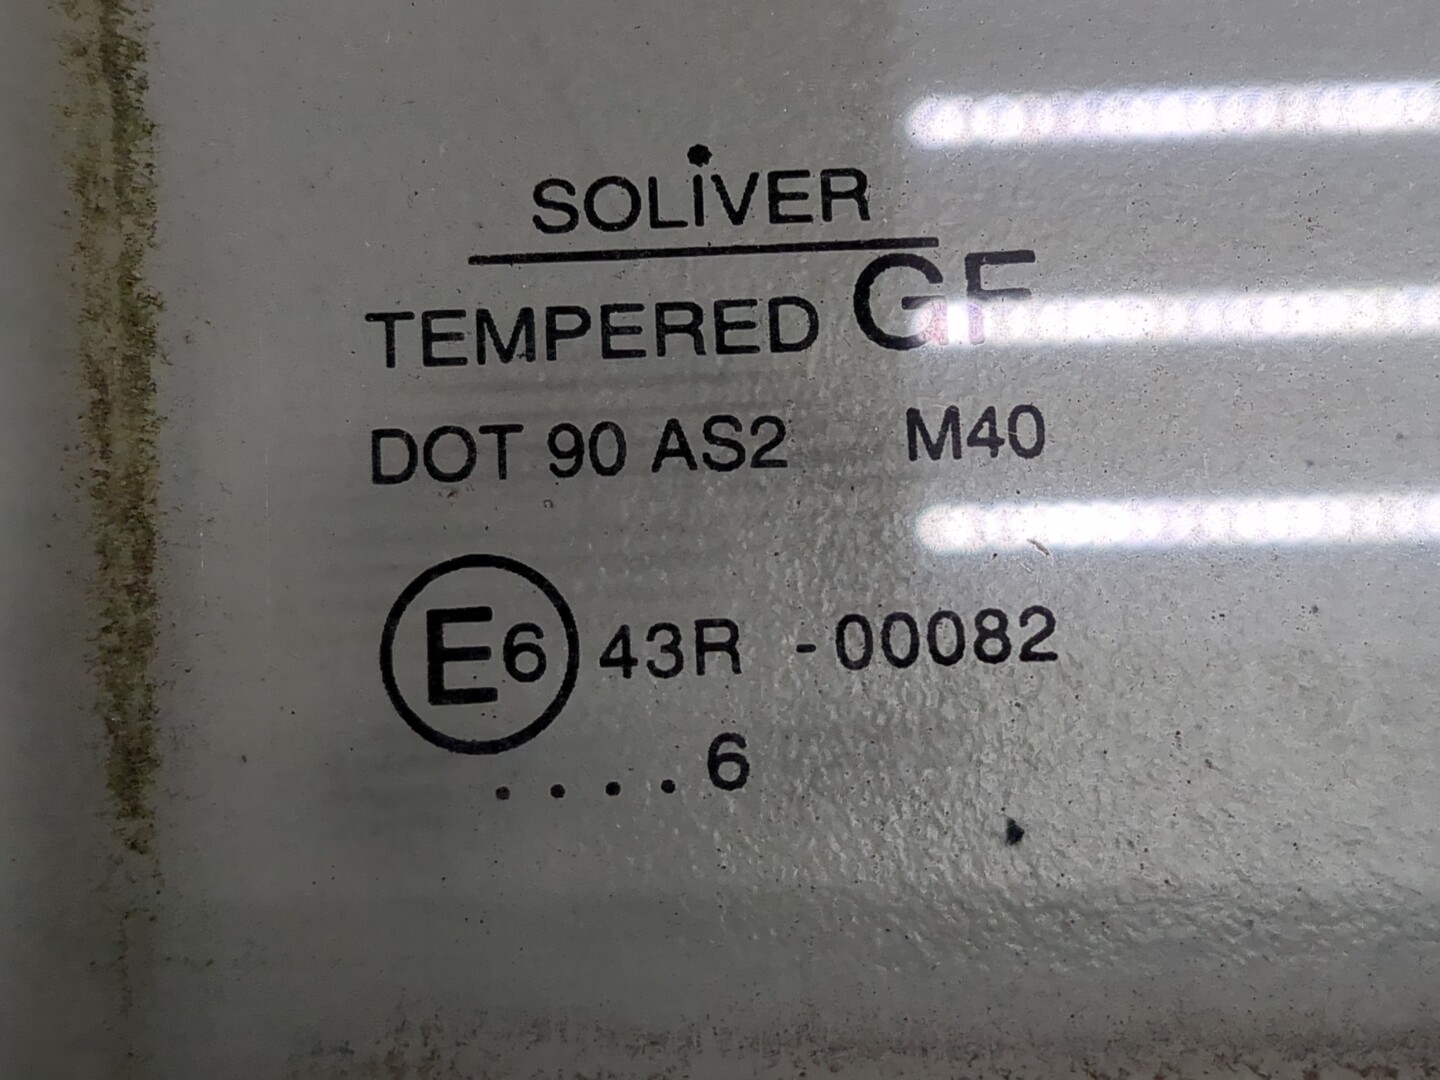 SOLiVER
TEMPERED GF
DOT 90 AS2 M40
E6 43R -00082
....6